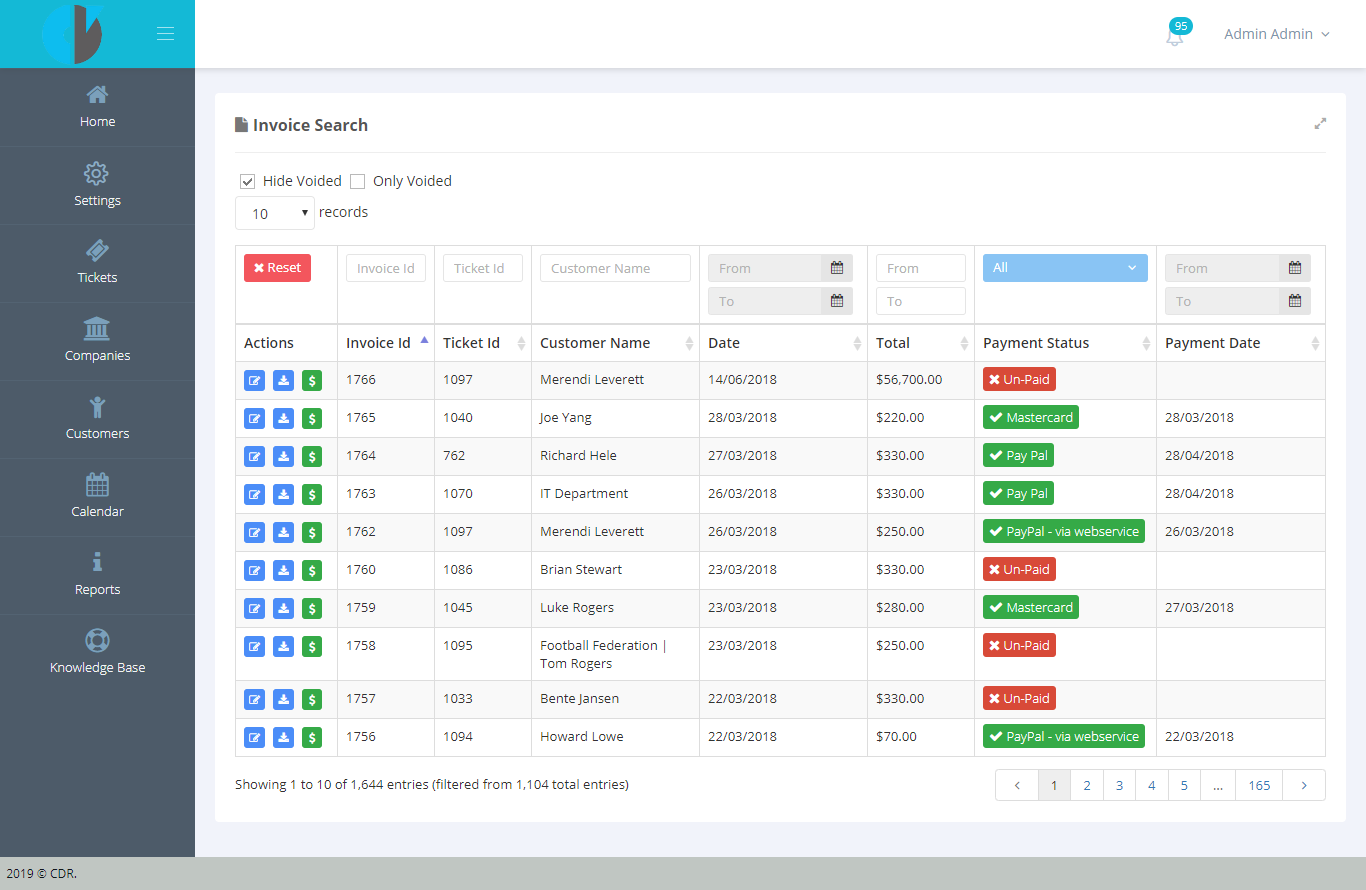 95
Admin Admin
Home
Settings
Tickets
Companies
Customers
Calendar
Reports
Knowledge Base
Invoice Search
Hide Voided Only Voided
10 records
Reset Invoice Id Ticket Id Customer Name From From All From
To To To
Actions Invoice Id Ticket Id Customer Name Date Total Payment Status Payment Date
1766 1097 Merendi Leverett 14/06/2018 $56,700.00 Un-Paid
1765 1040 Joe Yang 28/03/2018 $220.00 Mastercard 28/03/2018
1764 762 Richard Hele 27/03/2018 $330.00 Pay Pal 28/04/2018
1763 1070 IT Department 26/03/2018 $330.00 Pay Pal 28/04/2018
1762 1097 Merendi Leverett 26/03/2018 $250.00 PayPal - via webservice 26/03/2018
1760 1086 Brian Stewart 23/03/2018 $330.00 Un-Paid
1759 1045 Luke Rogers 23/03/2018 $280.00 Mastercard 27/03/2018
1758 1095 Football Federation | 23/03/2018 $250.00 Un-Paid
Tom Rogers
1757 1033 Bente Jansen 22/03/2018 $330.00 Un-Paid
1756 1094 Howard Lowe 22/03/2018 $70.00 PayPal - via webservice 22/03/2018
Showing 1 to 10 of 1,644 entries (filtered from 1,104 total entries)
1 2 3 4 5 ... 165
2019 © CDR.